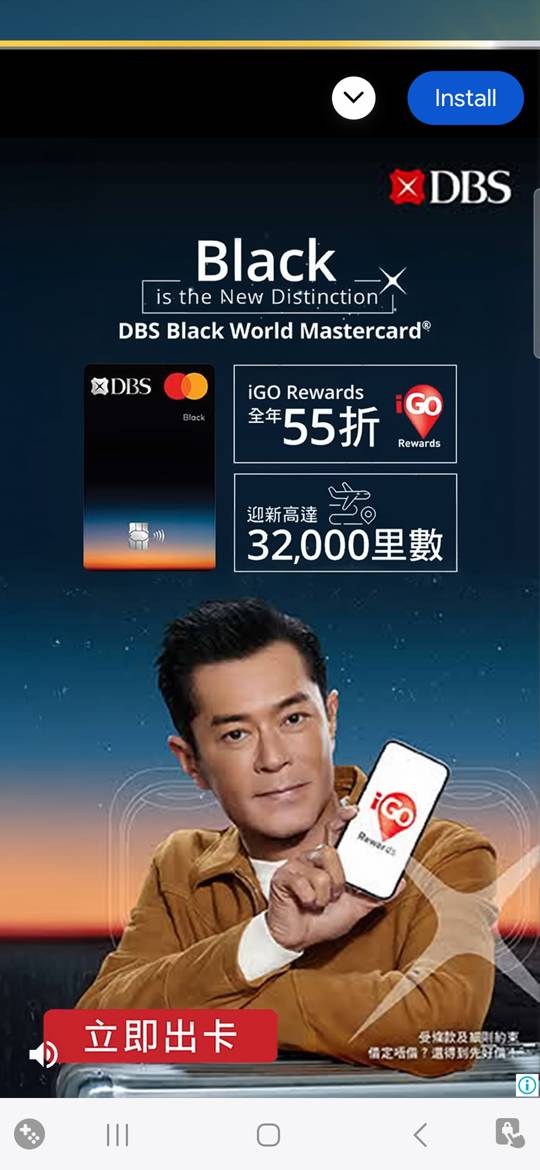 Install
DBS
Black
is the New Distinction
DBS Black World Mastercard®
DBS
Black
iGO Rewards
全年55折
iGO
Rewards
迎新高達
32,000里數
iGO
Rewards
立即出卡
受條款及細則約束
借定唔借？還得到先好借！